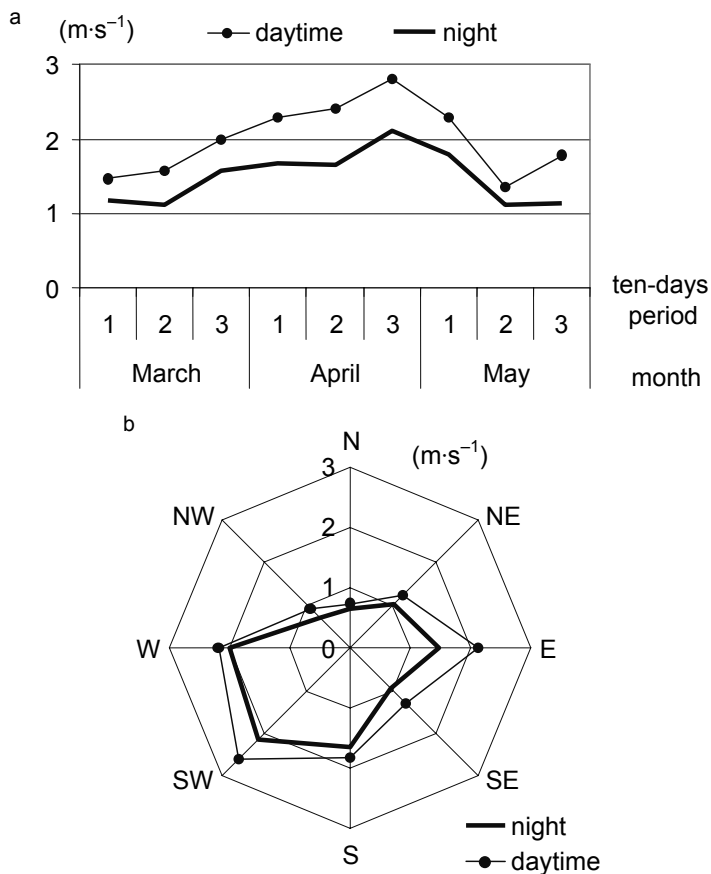 a
(m·s⁻¹) daytime night
3
2
1
0
ten-days period
1 2 3 1 2 3 1 2 3
March April May month
b
N
3 (m·s⁻¹)
NW NE
2
1
W 0 E
SW SE
night
S
daytime